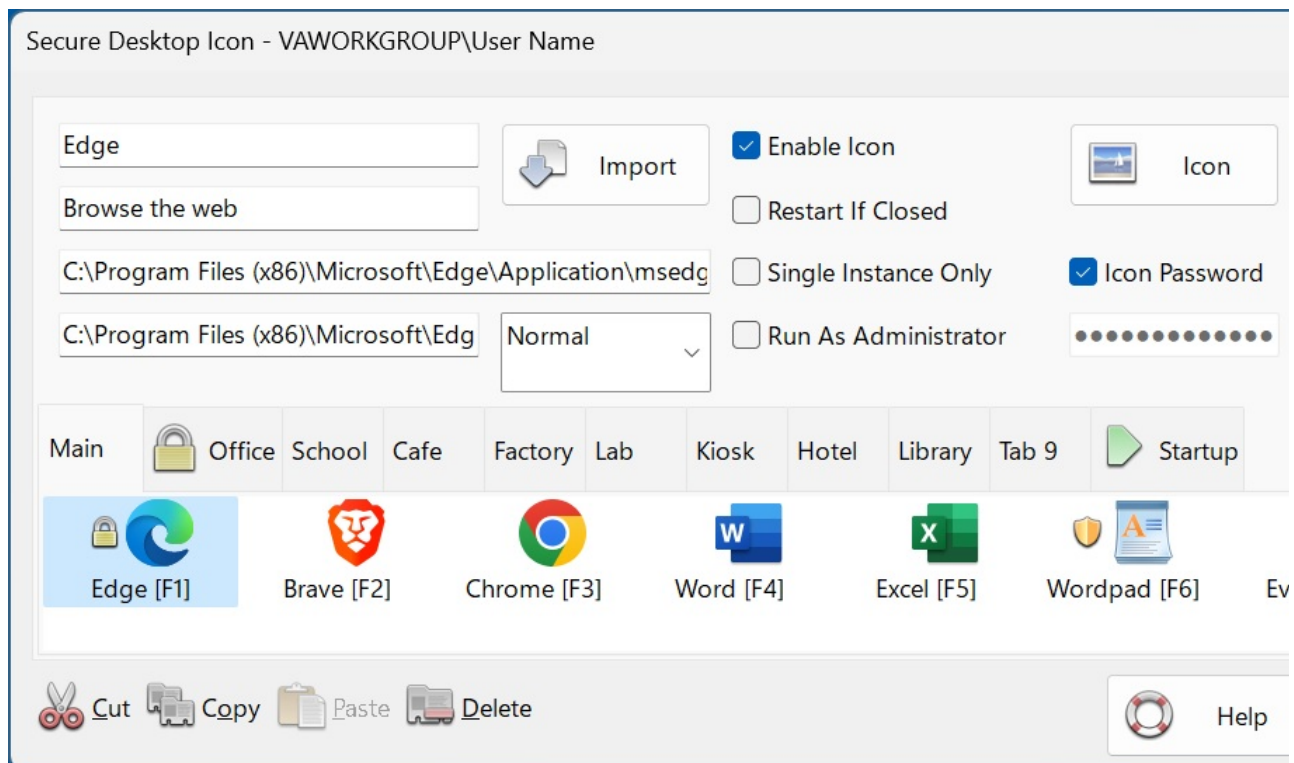 Secure Desktop Icon - VAWORKGROUP\User Name
Edge
Import
Enable Icon
Icon
Browse the web
Restart If Closed
C:\Program Files (x86)\Microsoft\Edge\Application\msedg
Single Instance Only
Icon Password
C:\Program Files (x86)\Microsoft\Edg
Normal
Run As Administrator
Main Office School Cafe Factory Lab Kiosk Hotel Library Tab 9 Startup
W X A
Edge [F1] Brave [F2] Chrome [F3] Word [F4] Excel [F5] Wordpad [F6] Ev
Cut Copy Paste Delete
Help